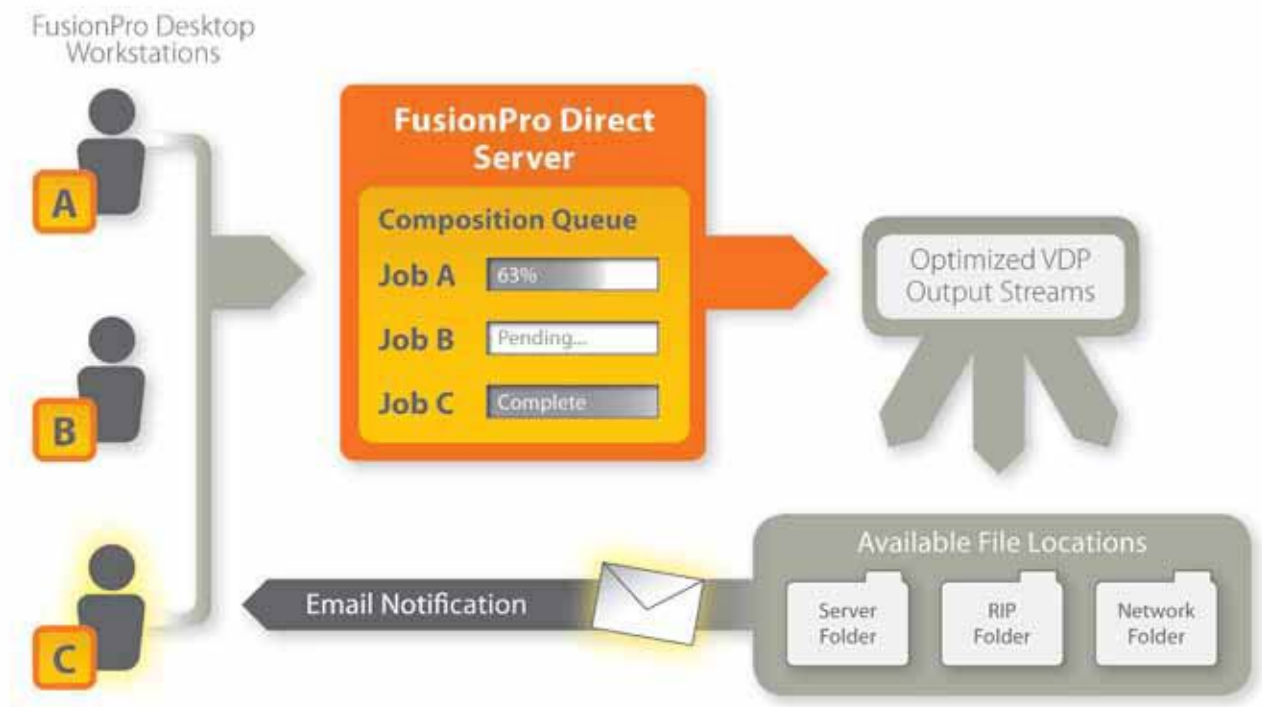 FusionPro Desktop
Workstations
A
B
C
FusionPro Direct
Server
Composition Queue
Job A 63%
Job B Pending...
Job C Complete
Optimized VDP
Output Streams
Available File Locations
Server
Folder
RIP
Folder
Network
Folder
Email Notification